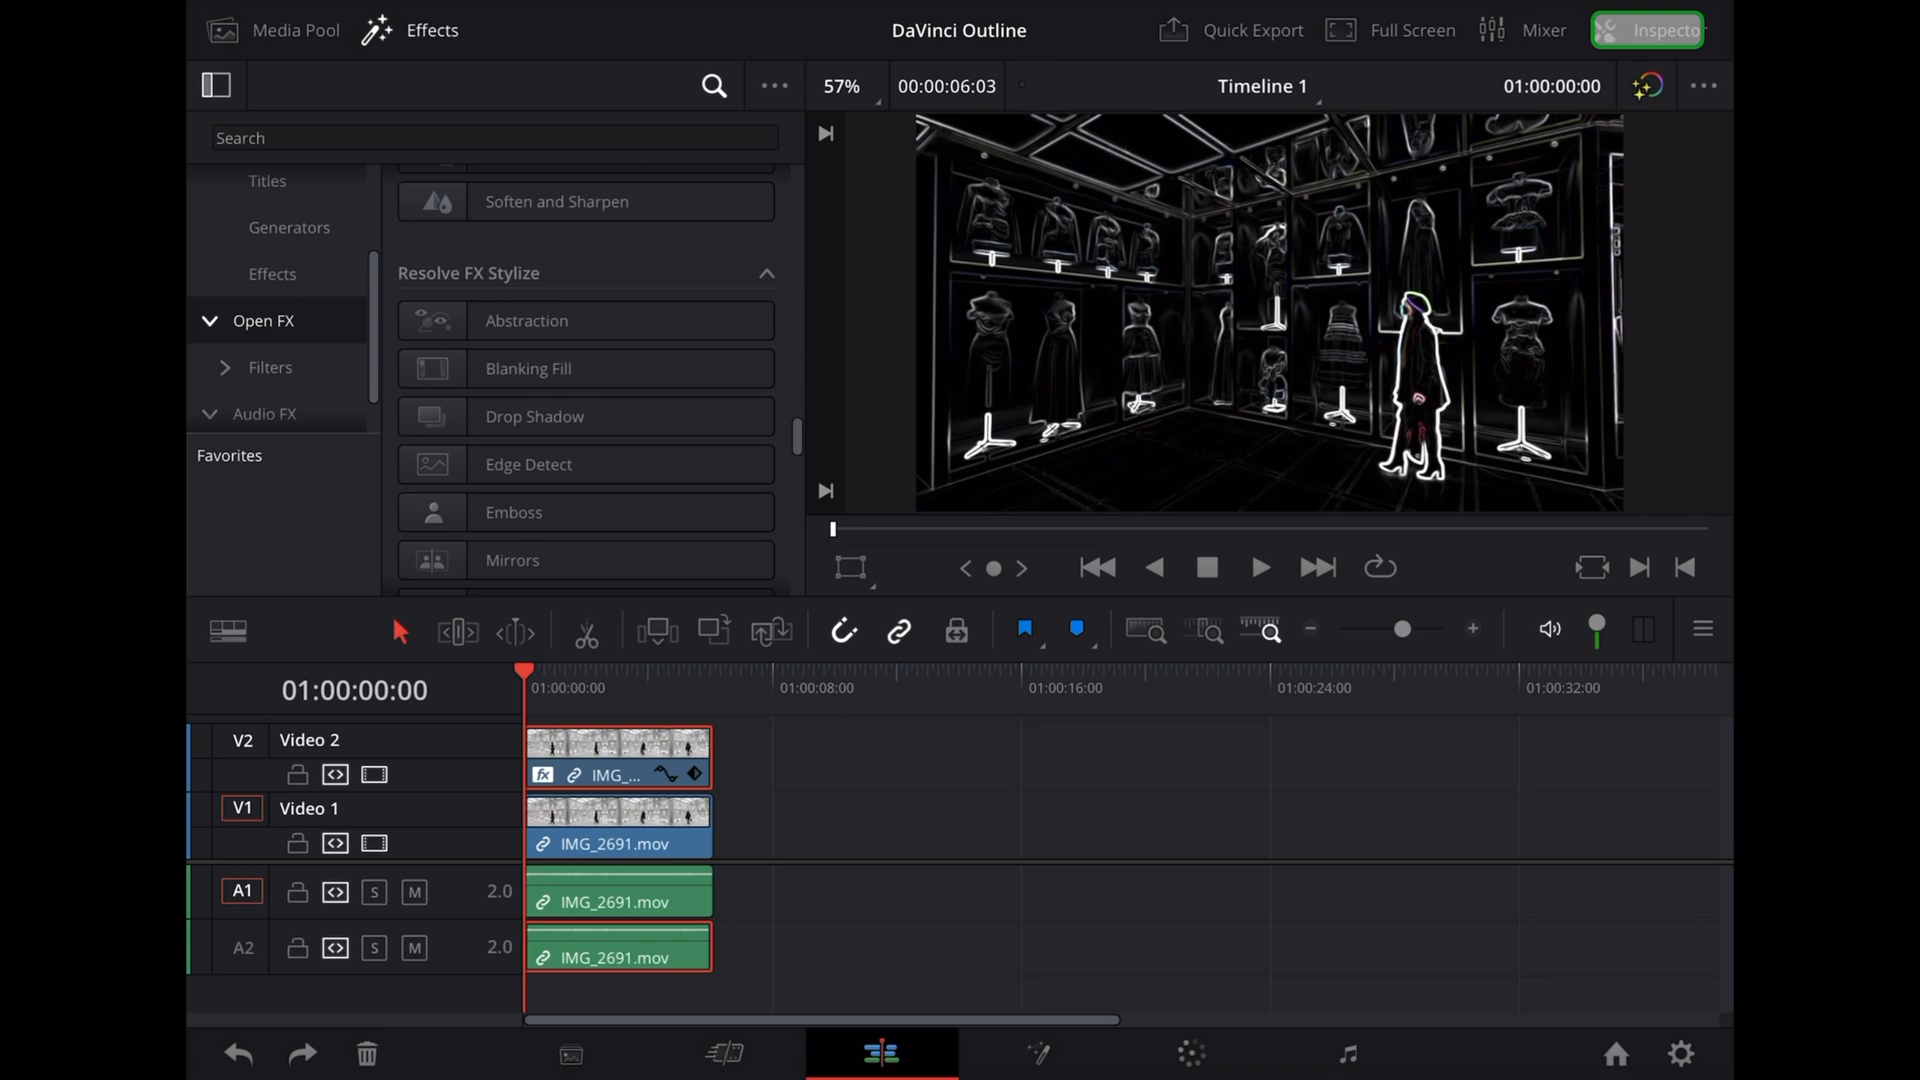 Media Pool
Effects
DaVinci Outline
Quick Export
Full Screen
Mixer
Inspecto
57%
00:00:06:03
Timeline 1
01:00:00:00
Search
Titles
Generators
Effects
Open FX
Filters
Audio FX
Favorites
Soften and Sharpen
Resolve FX Stylize
Abstraction
Blanking Fill
Drop Shadow
Edge Detect
Emboss
Mirrors
01:00:00:00
01:00:00:00
01:00:08:00
01:00:16:00
01:00:24:00
01:00:32:00
V2
Video 2
fx
IMG_...
V1
Video 1
IMG_2691.mov
A1
S
M
2.0
IMG_2691.mov
A2
S
M
2.0
IMG_2691.mov